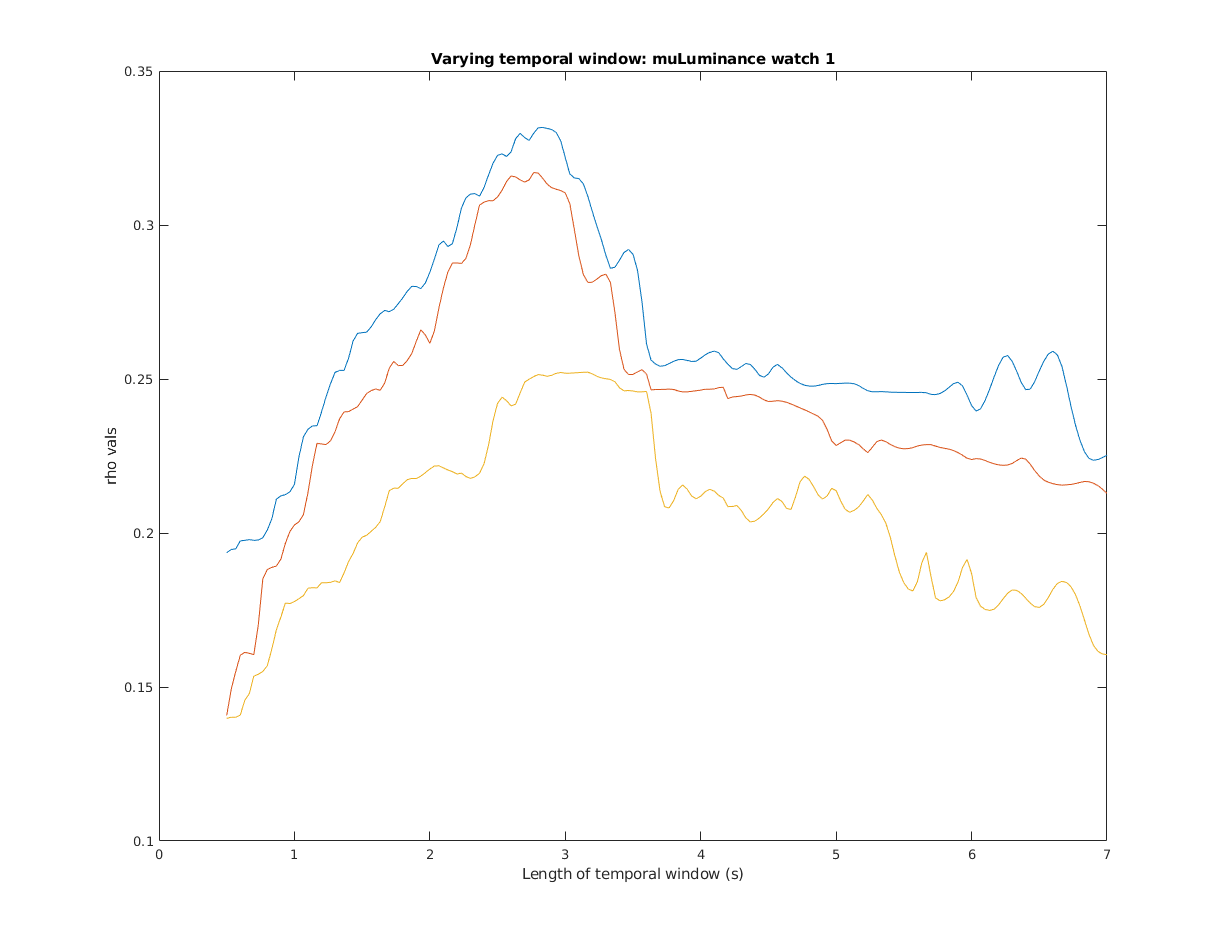 Varying temporal window: muLuminance watch 1
0.35
0.3
0.25
0.2
0.15
0.1
rho vals
0 1 2 3 4 5 6 7
Length of temporal window (s)